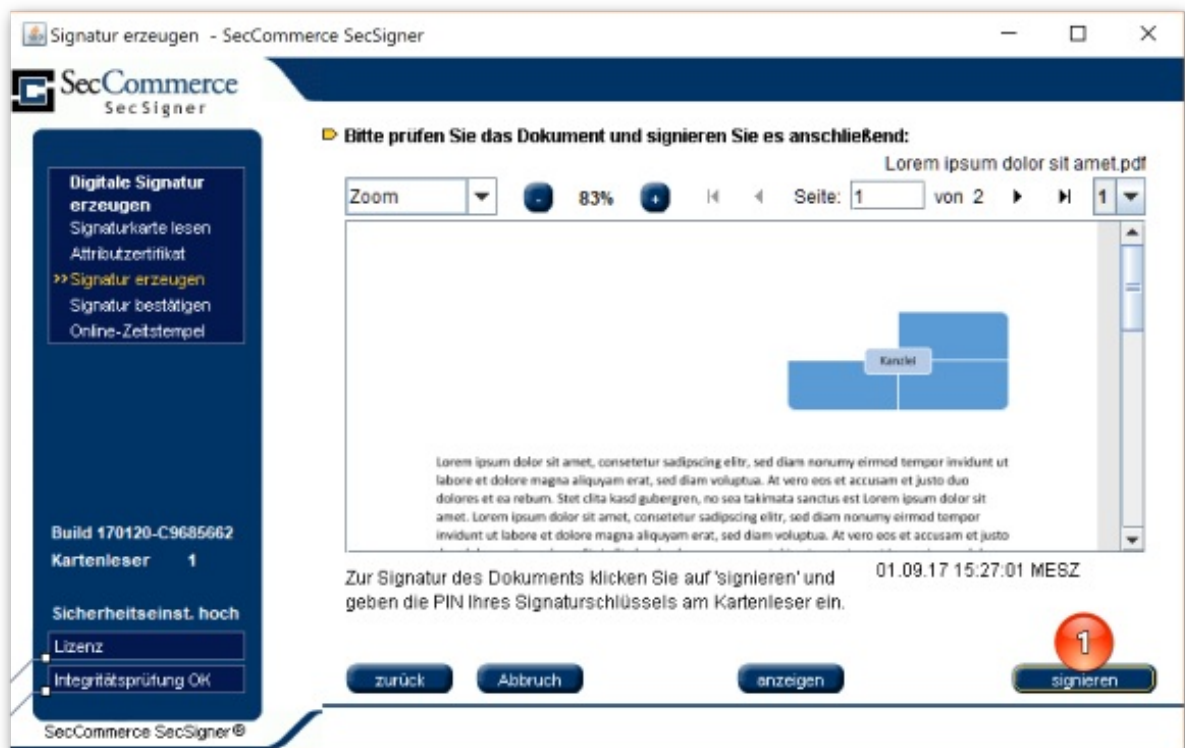 Signatur erzeugen - SecCommerce SecSigner
SecCommerce
SecSigner
Digitale Signatur
erzeugen
Signaturkarte lesen
Attributzertifikat
>> Signatur erzeugen
Signatur bestätigen
Online-Zeitstempel
Build 170120-C9685662
Kartenleser 1
Sicherheitseinst. hoch
Lizenz
Integritätsprüfung OK
SecCommerce SecSigner®
Bitte prüfen Sie das Dokument und signieren Sie es anschließend:
Lorem ipsum dolor sit amet.pdf
Zoom - 83% + Seite: 1 von 2 1
Kanzlei
Lorem ipsum dolor sit amet, consetetur sadipscing elitr, sed diam nonumy eirmod tempor invidunt ut
labore et dolore magna aliquyam erat, sed diam voluptua. At vero eos et accusam et justo duo
dolores et ea rebum. Stet clita kasd gubergren, no sea takimata sanctus est Lorem ipsum dolor sit
amet. Lorem ipsum dolor sit amet, consetetur sadipscing elitr, sed diam nonumy eirmod tempor
invidunt ut labore et dolore magna aliquyam erat, sed diam voluptua. At vero eos et accusam et justo
Zur Signatur des Dokuments klicken Sie auf 'signieren' und
geben die PIN Ihres Signaturschlüssels am Kartenleser ein.
01.09.17 15:27:01 MESZ
1
zurück Abbruch anzeigen signieren